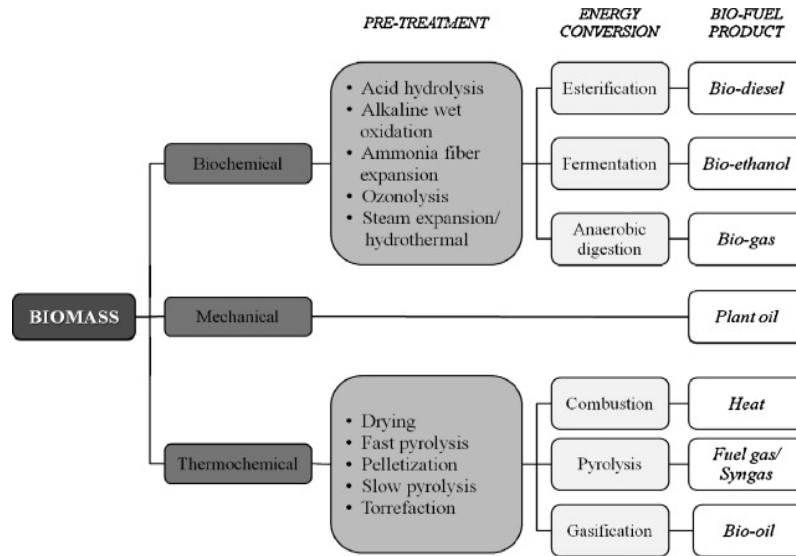 PRE-TREATMENT
ENERGY
CONVERSION
BIO-FUEL
PRODUCT
BIOMASS
Biochemical
• Acid hydrolysis
• Alkaline wet
oxidation
• Ammonia fiber
expansion
• Ozonolysis
• Steam expansion/
hydrothermal
Esterification
Bio-diesel
Fermentation
Bio-ethanol
Anaerobic
digestion
Bio-gas
Mechanical
Plant oil
Thermochemical
• Drying
• Fast pyrolysis
• Pelletization
• Slow pyrolysis
• Torrefaction
Combustion
Heat
Pyrolysis
Fuel gas/
Syngas
Gasification
Bio-oil